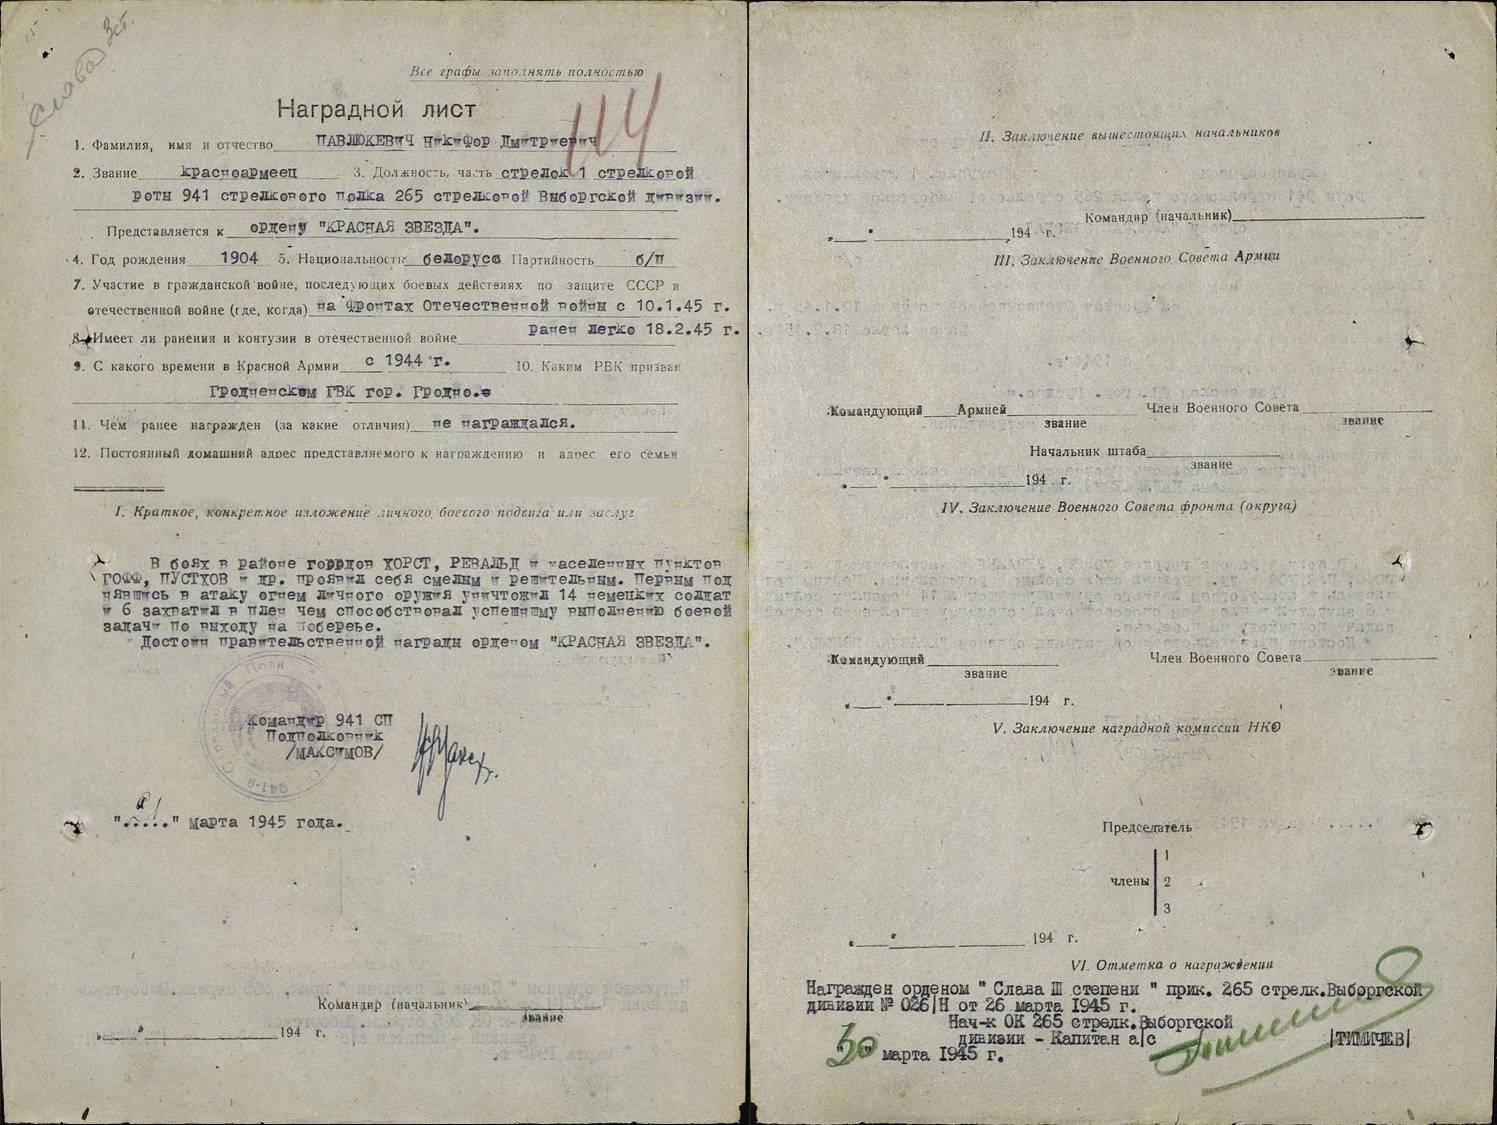 Слава 3ст.
Все графы заполнять полностью
Наградной лист
114
1. Фамилия, имя и отчество ПАВЛЮКЕВИЧ Никифор Дмитриевич
2. Звание красноармеец 3. Должность, часть стрелок 1 стрелковой
роты 941 стрелкового полка 265 стрелковой Выборгской дивизии.
Представляется к ордену "КРАСНАЯ ЗВЕЗДА".
4. Год рождения 1904 5. Национальность белорусс Партийность б/п
7. Участие в гражданской войне, последующих боевых действиях по защите СССР и
отечественной войне (где, когда) на Фронтах Отечественной войны с 10.1.45 г.
8. Имеет ли ранения и контузии в отечественной войне ранен легко 18.2.45 г.
9. С какого времени в Красной Армии с 1944 г. 10. Каким РВК призван
Гродненским ГВК гор. Гродно.
11. Чем ранее награжден (за какие отличия) не награждался.
12. Постоянный домашний адрес представляемого к награждению и адрес его семьи
I. Краткое, конкретное изложение личного боевого подвига или заслуг
В боях в районе городов ХОРСТ, РЕВАЛЬД и населенных пунктов
ГОФФ, ПУСТХОВ и др. проявил себя смелым и решительным. Первым под
нявшись в атаку огнем личного оружия уничтожил 14 немецких солдат
и 6 захватил в плен чем способствовал успешному выполнению боевой
задачи по выходу на побережье.
Достоин правительственной награды орденом "КРАСНАЯ ЗВЕЗДА".
Командир 941 СП
Подполковник
/МАКСИМОВ/
"21" марта 1945 года.
Командир (начальник)
звание
" " 194 г.
II. Заключение вышестоящих начальников
Командир (начальник)
" " 194 г.
III. Заключение Военного Совета Армии
Командующий Армией Член Военного Совета
звание звание
Начальник штаба
звание
" " 194 г.
IV. Заключение Военного Совета фронта (округа)
Командующий Член Военного Совета
звание звание
" " 194 г.
V. Заключение наградной комиссии НКО
Председатель
члены
1
2
3
" " 194 г.
VI. Отметка о награждении
Награжден орденом " Слава III степени " прик. 265 стрелк.Выборгской
дивизии № 026/Н от 26 марта 1945 г.
Нач-к ОК 265 стрелк.Выборгской
дивизии - Капитан а/с |ТИМИЧЕВ|
"30" марта 1945 г.